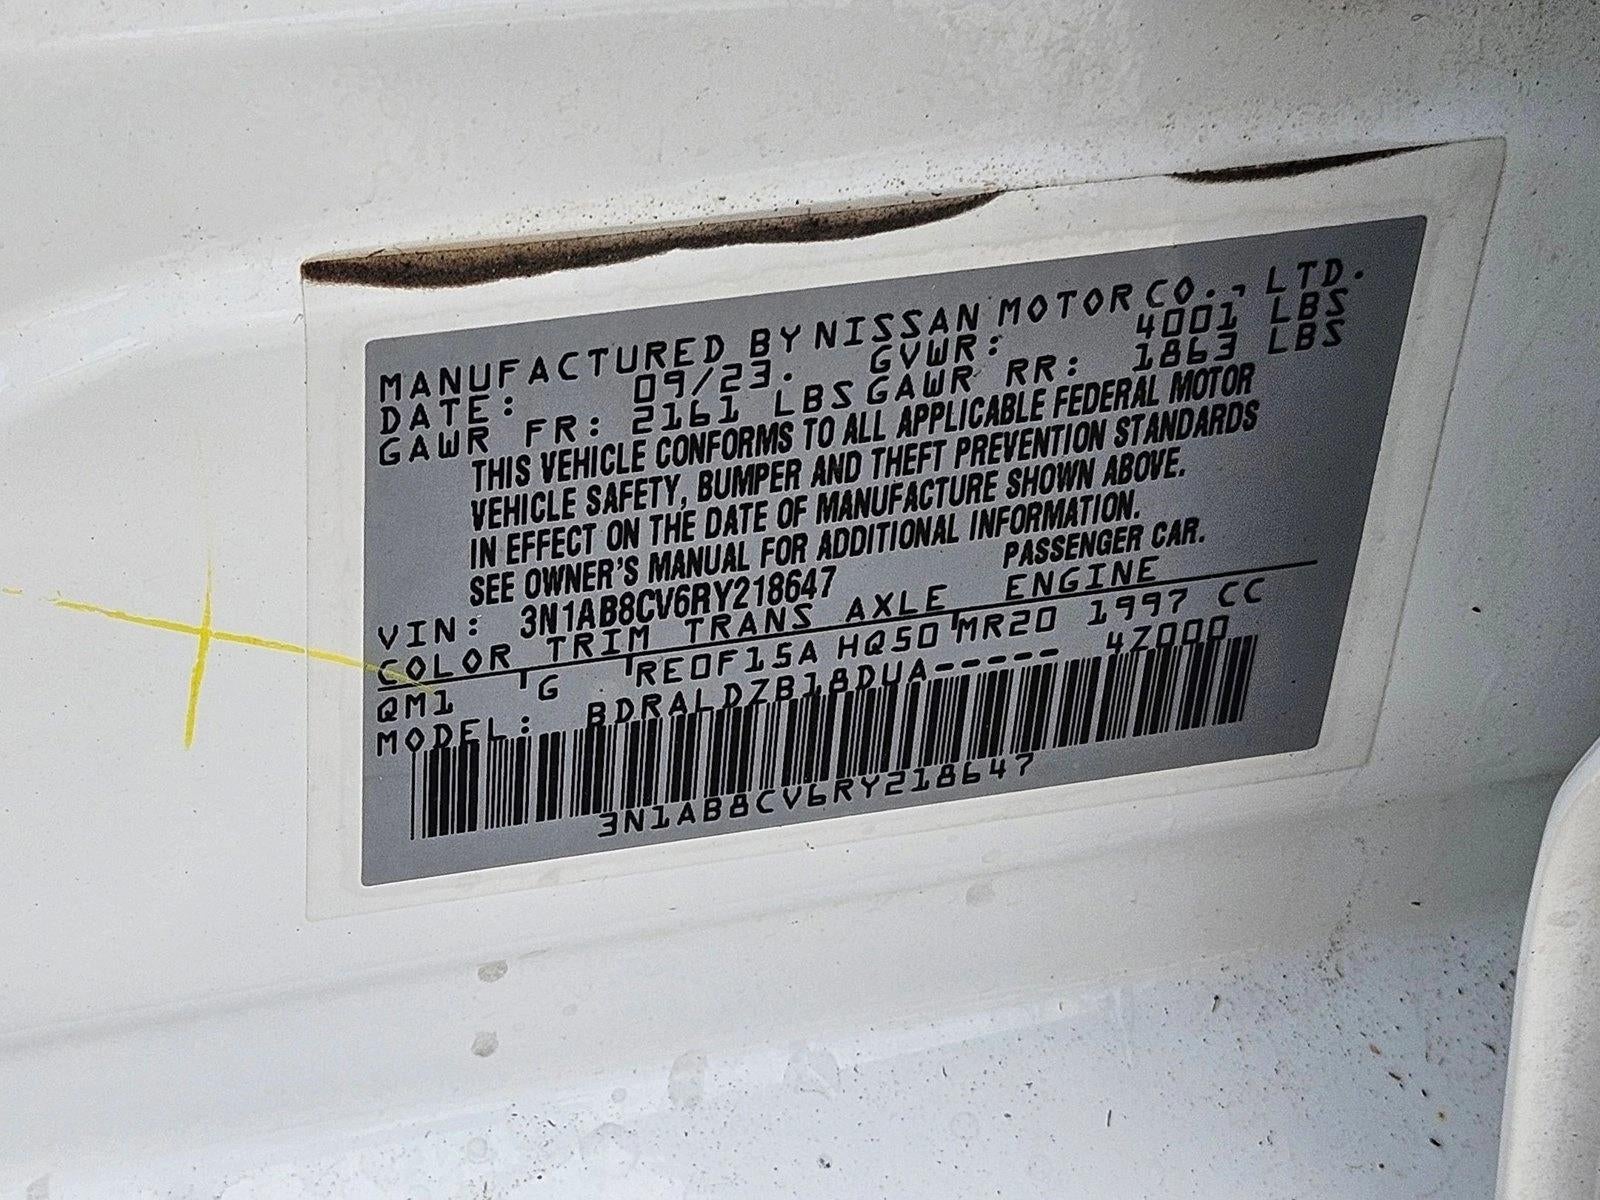 MANUFACTURED BY NISSAN MOTOR CO., LTD.
DATE: 09/23. GVWR: 4001 LBS
GAWR FR: 2161 LBS GAWR RR: 1863 LBS
THIS VEHICLE CONFORMS TO ALL APPLICABLE FEDERAL MOTOR
VEHICLE SAFETY, BUMPER AND THEFT PREVENTION STANDARDS
IN EFFECT ON THE DATE OF MANUFACTURE SHOWN ABOVE.
SEE OWNER'S MANUAL FOR ADDITIONAL INFORMATION.
VIN: 3N1AB8CV6RY218647 PASSENGER CAR.
COLOR TRIM TRANS AXLE ENGINE
QM1 G RE0F15A HQ50 MR20 1997 CC
MODEL: BDRALDZB18DUA----- 4Z000
3N1AB8CV6RY218647